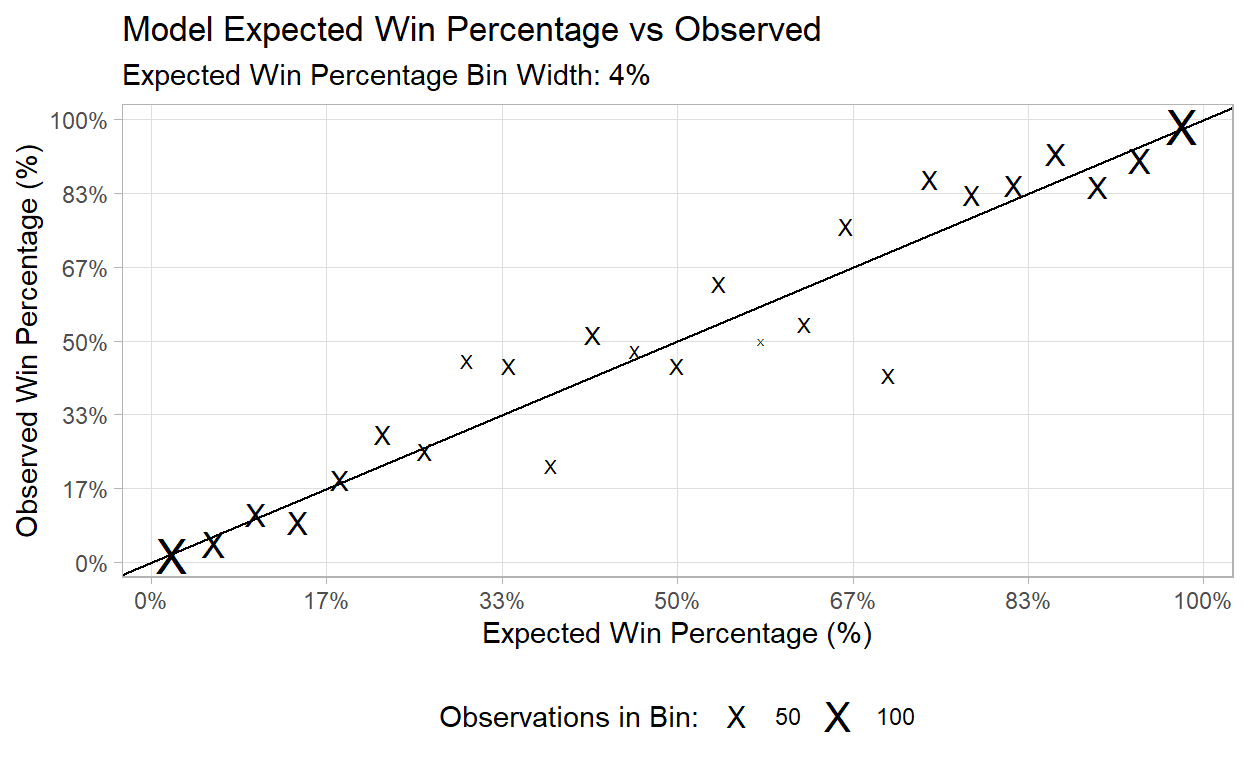 Model Expected Win Percentage vs Observed
Expected Win Percentage Bin Width: 4%
Observed Win Percentage (%)
100%
83%
67%
50%
33%
17%
0%
0% 17% 33% 50% 67% 83% 100%
Expected Win Percentage (%)
Observations in Bin: X 50 X 100